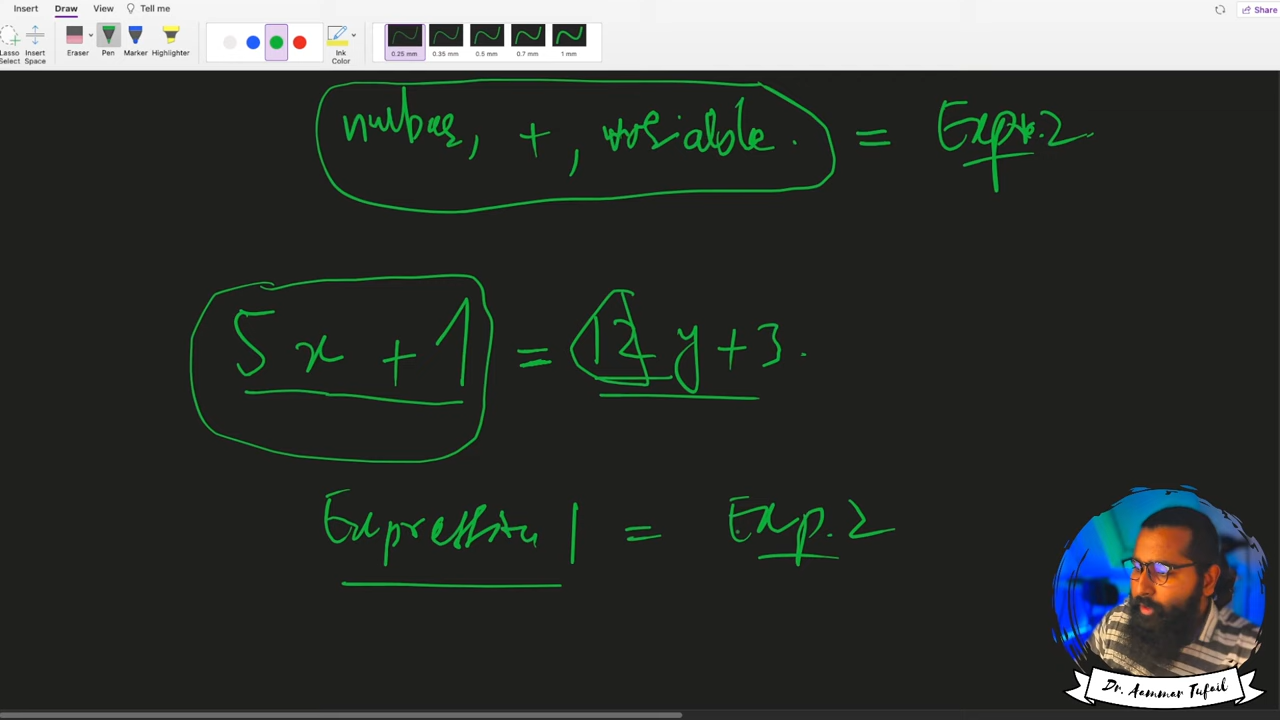 Insert Draw View Tell me
Share
Lasso Select Insert Space Eraser Pen Marker Highlighter Ink Color 0.25 mm 0.35 mm 0.5 mm 0.7 mm 1 mm
+ , variable. = Exp. 2
5x + 1 = 12 y + 3.
Expression 1 = Exp. 2
Dr. Aammar Tufail